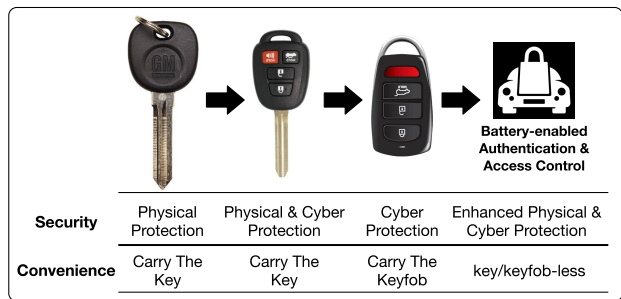 GM
Battery-enabled
Authentication &
Access Control
Security
Physical
Protection
Physical & Cyber
Protection
Cyber
Protection
Enhanced Physical &
Cyber Protection
Convenience
Carry The
Key
Carry The
Key
Carry The
Keyfob
key/keyfob-less